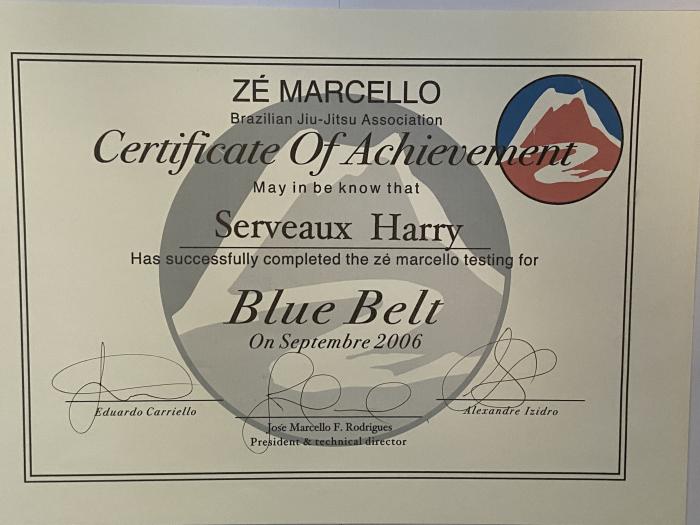 ZÉ MARCELLO
Brazilian Jiu-Jitsu Association
Certificate Of Achievement
May in be know that
Serveaux Harry
Has successfully completed the zé marcello testing for
Blue Belt
On Septembre 2006
Eduardo Carriello
Jose Marcello F. Rodrigues
President & technical director
Alexandre Izidro